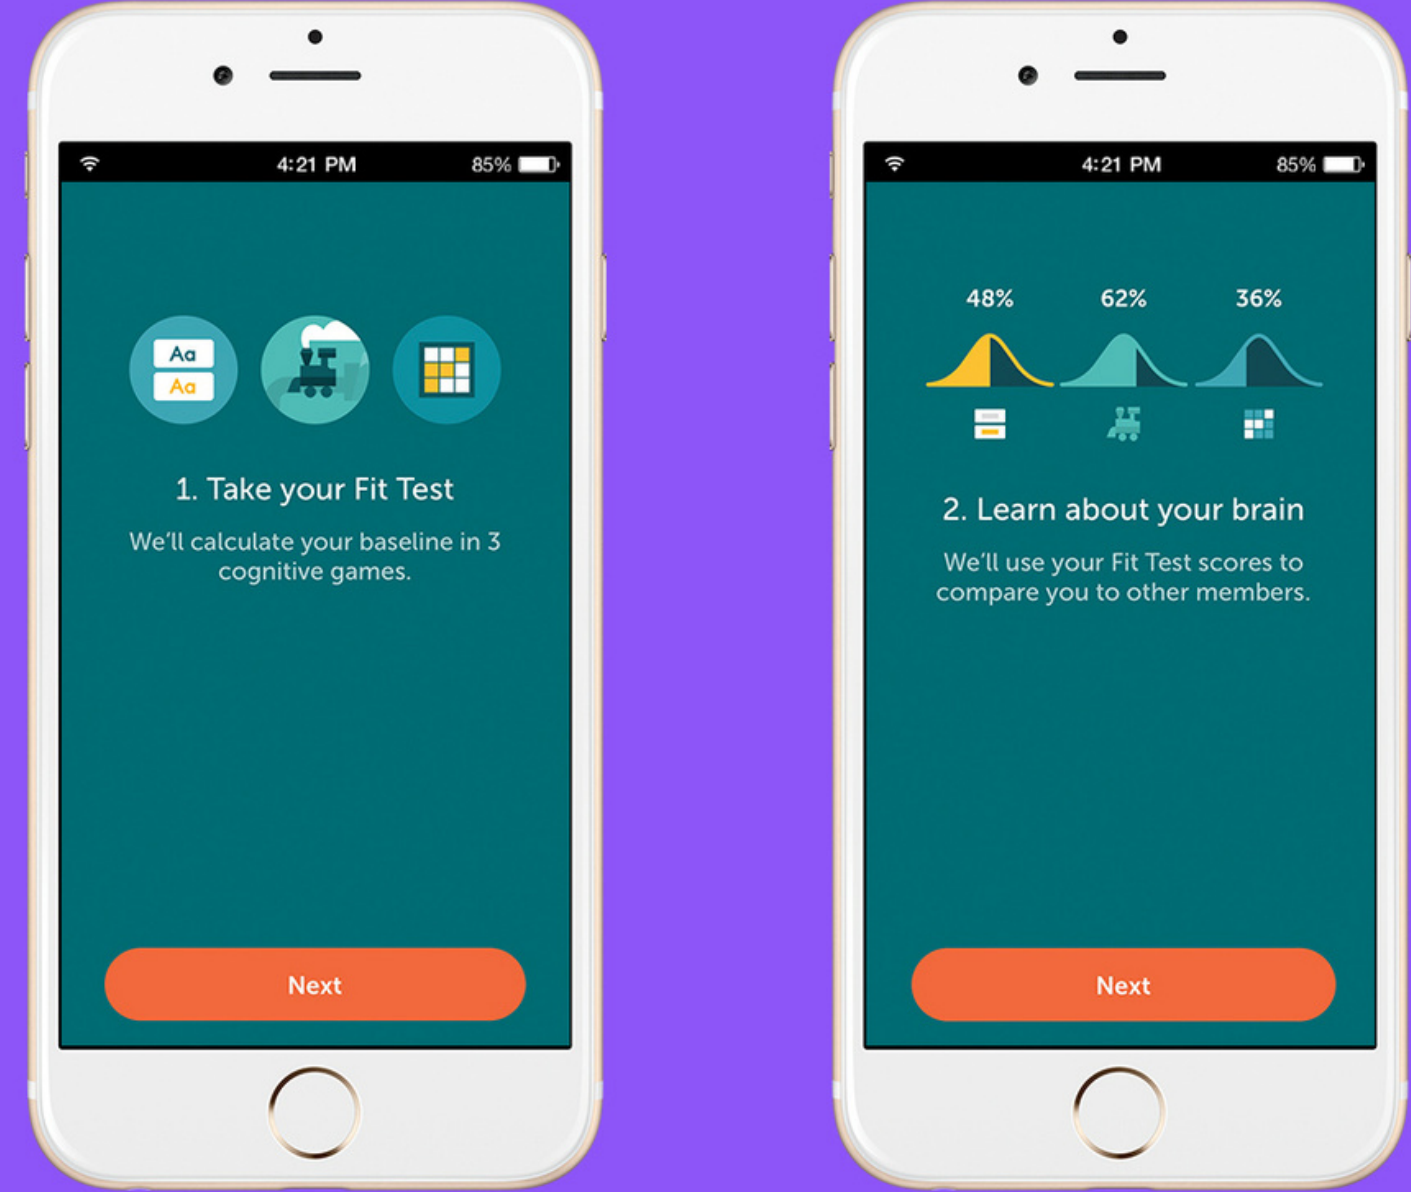 4:21 PM 85%
Aa
Aa
1. Take your Fit Test
We'll calculate your baseline in 3
cognitive games.
Next
4:21 PM 85%
48% 62% 36%
2. Learn about your brain
We'll use your Fit Test scores to
compare you to other members.
Next